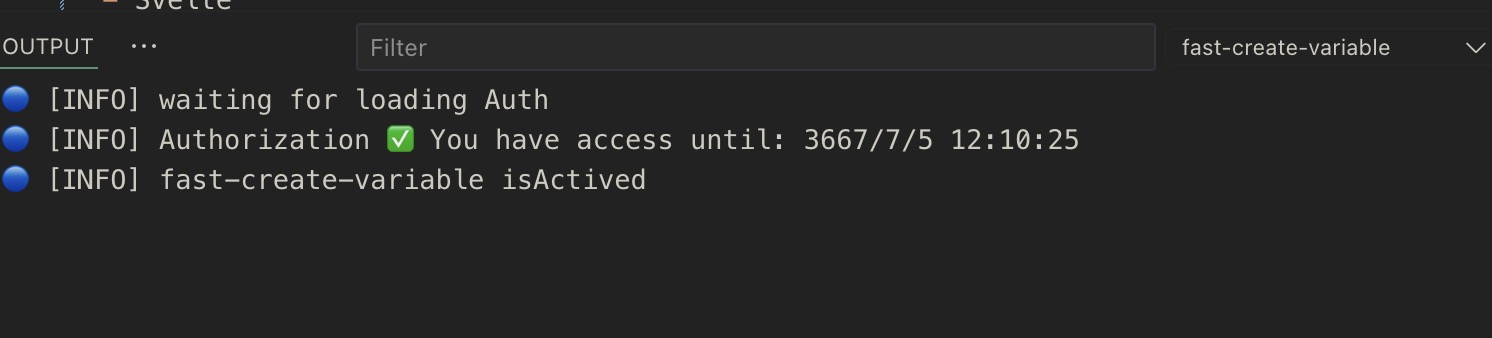 – Svelte
OUTPUT ··· Filter fast-create-variable
🔵 [INFO] waiting for loading Auth
🔵 [INFO] Authorization ✅ You have access until: 3667/7/5 12:10:25
🔵 [INFO] fast-create-variable isActived